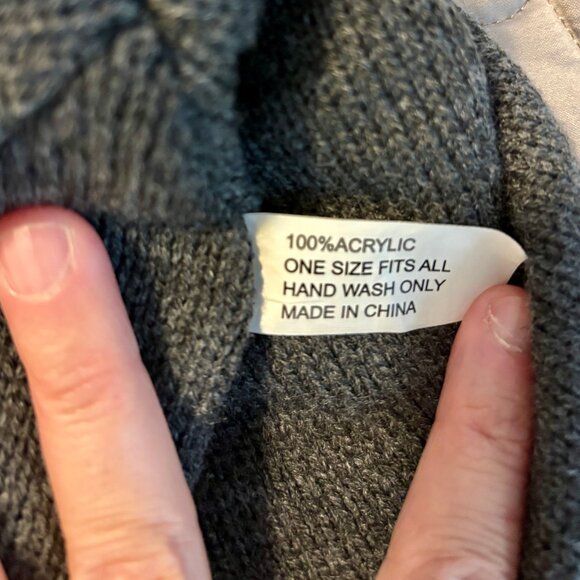 100%ACRYLIC
ONE SIZE FITS ALL
HAND WASH ONLY
MADE IN CHINA